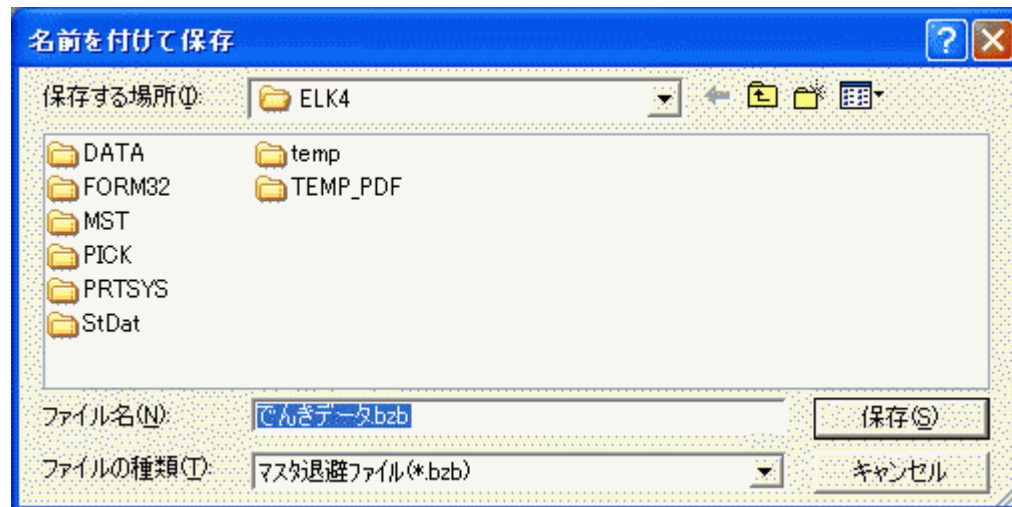 名前を付けて保存
保存する場所(I):
ELK4
DATA
FORM32
MST
PICK
PRTSYS
StDat
temp
TEMP_PDF
ファイル名(N):
でんきデータ.bzb
保存(S)
ファイルの種類(T):
マスタ退避ファイル(*.bzb)
キャンセル